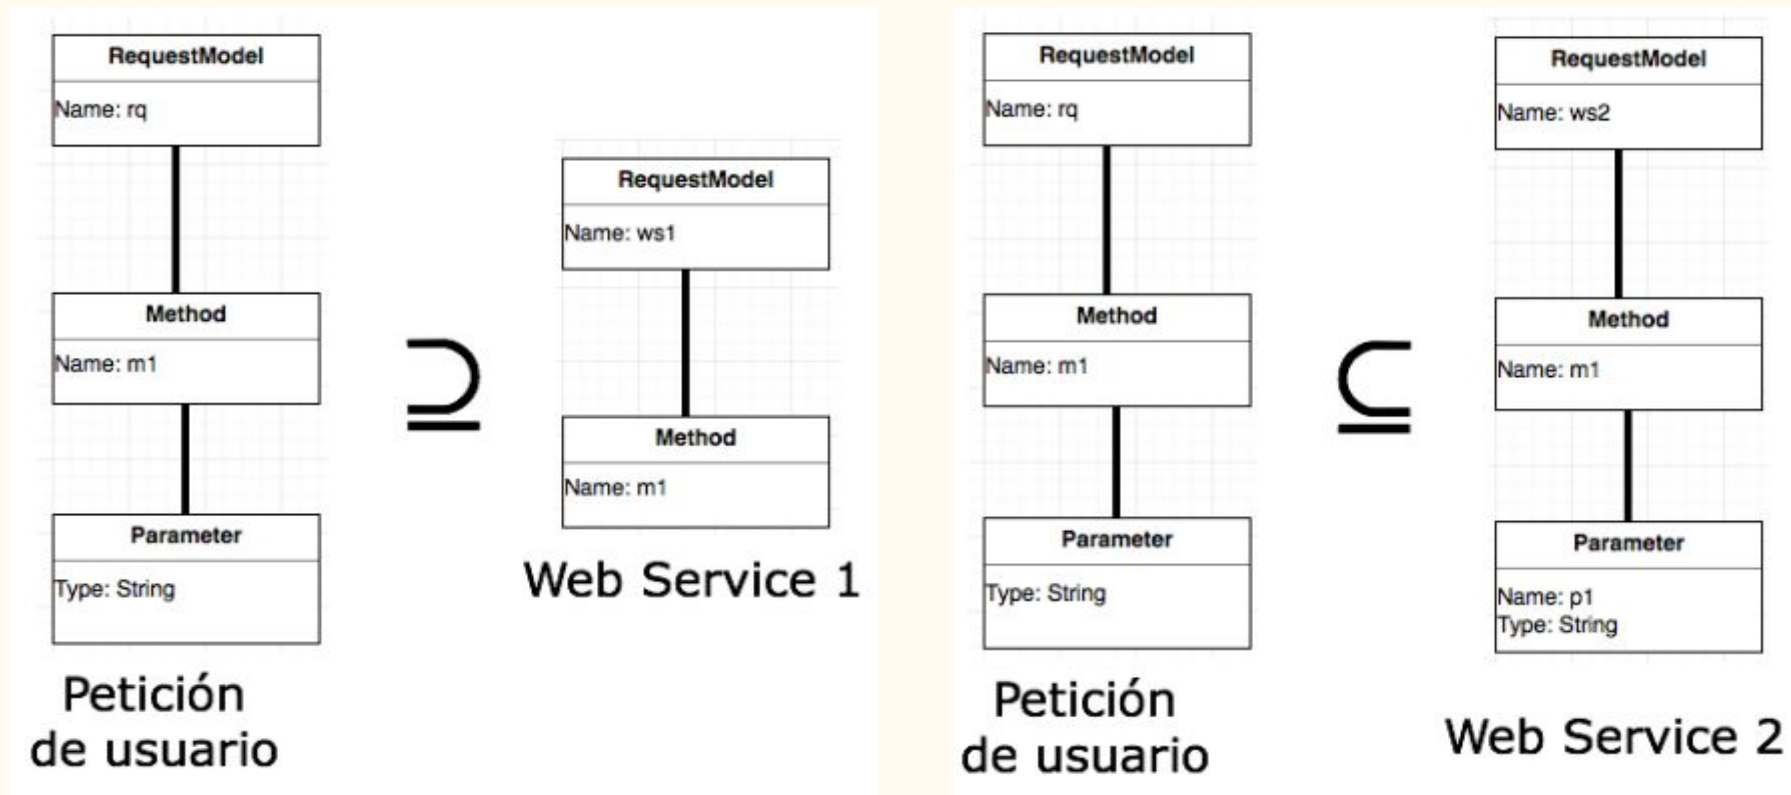 RequestModel
Name: rq
Method
Name: m1
Parameter
Type: String
Petición
de usuario
⊇
RequestModel
Name: ws1
Method
Name: m1
Web Service 1
RequestModel
Name: rq
Method
Name: m1
Parameter
Type: String
Petición
de usuario
⊆
RequestModel
Name: ws2
Method
Name: m1
Parameter
Name: p1
Type: String
Web Service 2